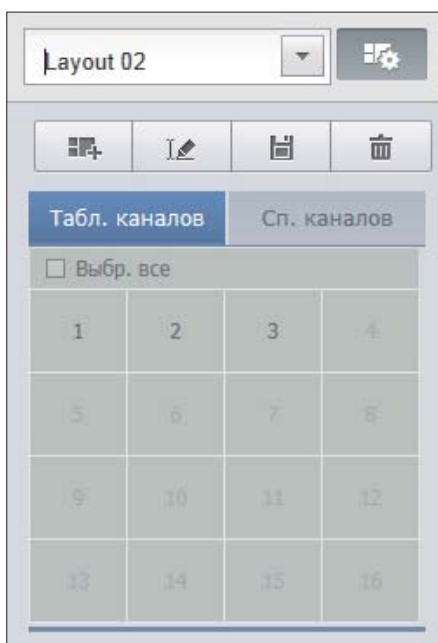 Layout 02
Табл. каналов Сп. каналов
Выбр. все
1 2 3 4
5 6 7 8
9 10 11 12
13 14 15 16